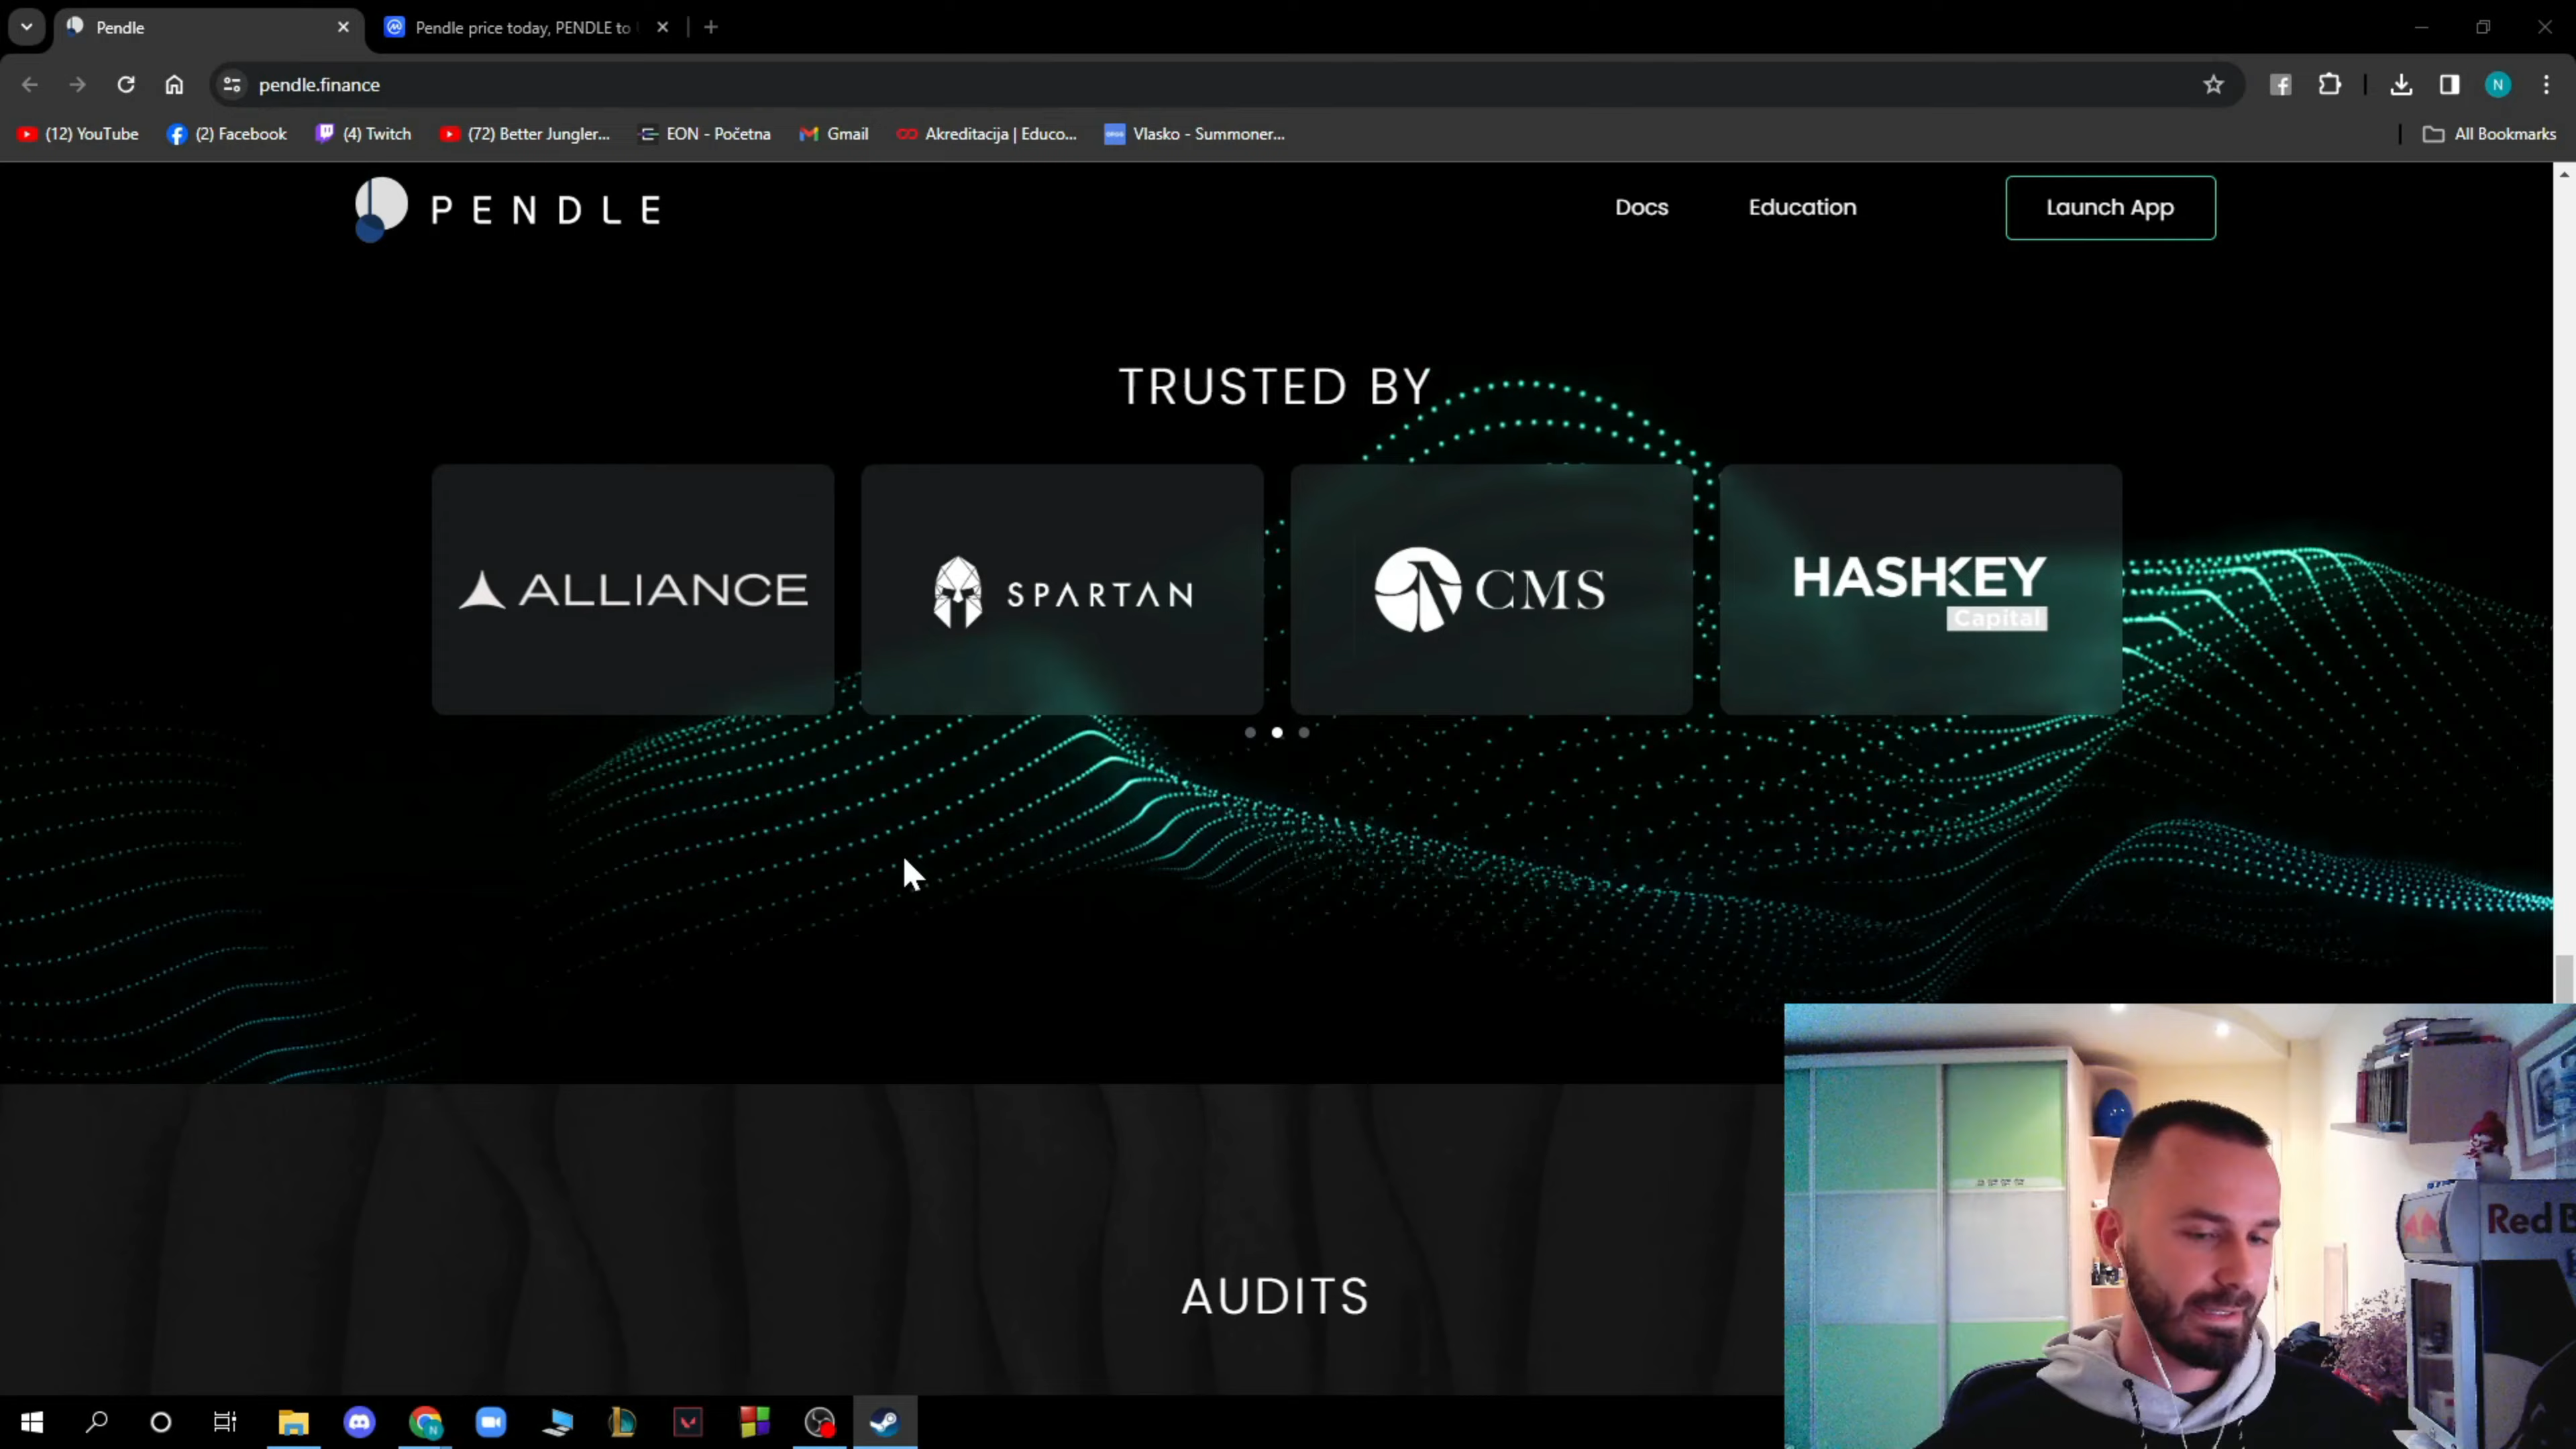 Pendle
Pendle price today, PENDLE to
pendle.finance
N
(12) YouTube
(2) Facebook
(4) Twitch
(72) Better Jungler...
EON - Početna
Gmail
Akreditacija | Educo...
Vlasko - Summoner...
All Bookmarks
PENDLE
Docs
Education
Launch App
TRUSTED BY
ALLIANCE
SPARTAN
CMS
HASHKEY
Capital
AUDITS
Red B